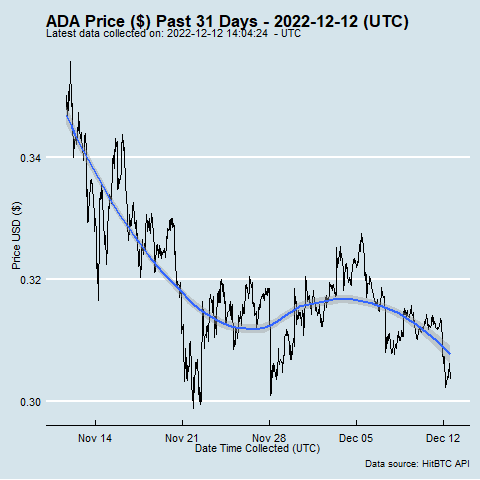 ADA Price ($) Past 31 Days - 2022-12-12 (UTC)
Latest data collected on: 2022-12-12 14:04:24 - UTC
Price USD ($)
0.34
0.32
0.30
Nov 14 Nov 21 Nov 28 Dec 05 Dec 12
Date Time Collected (UTC)
Data source: HitBTC API